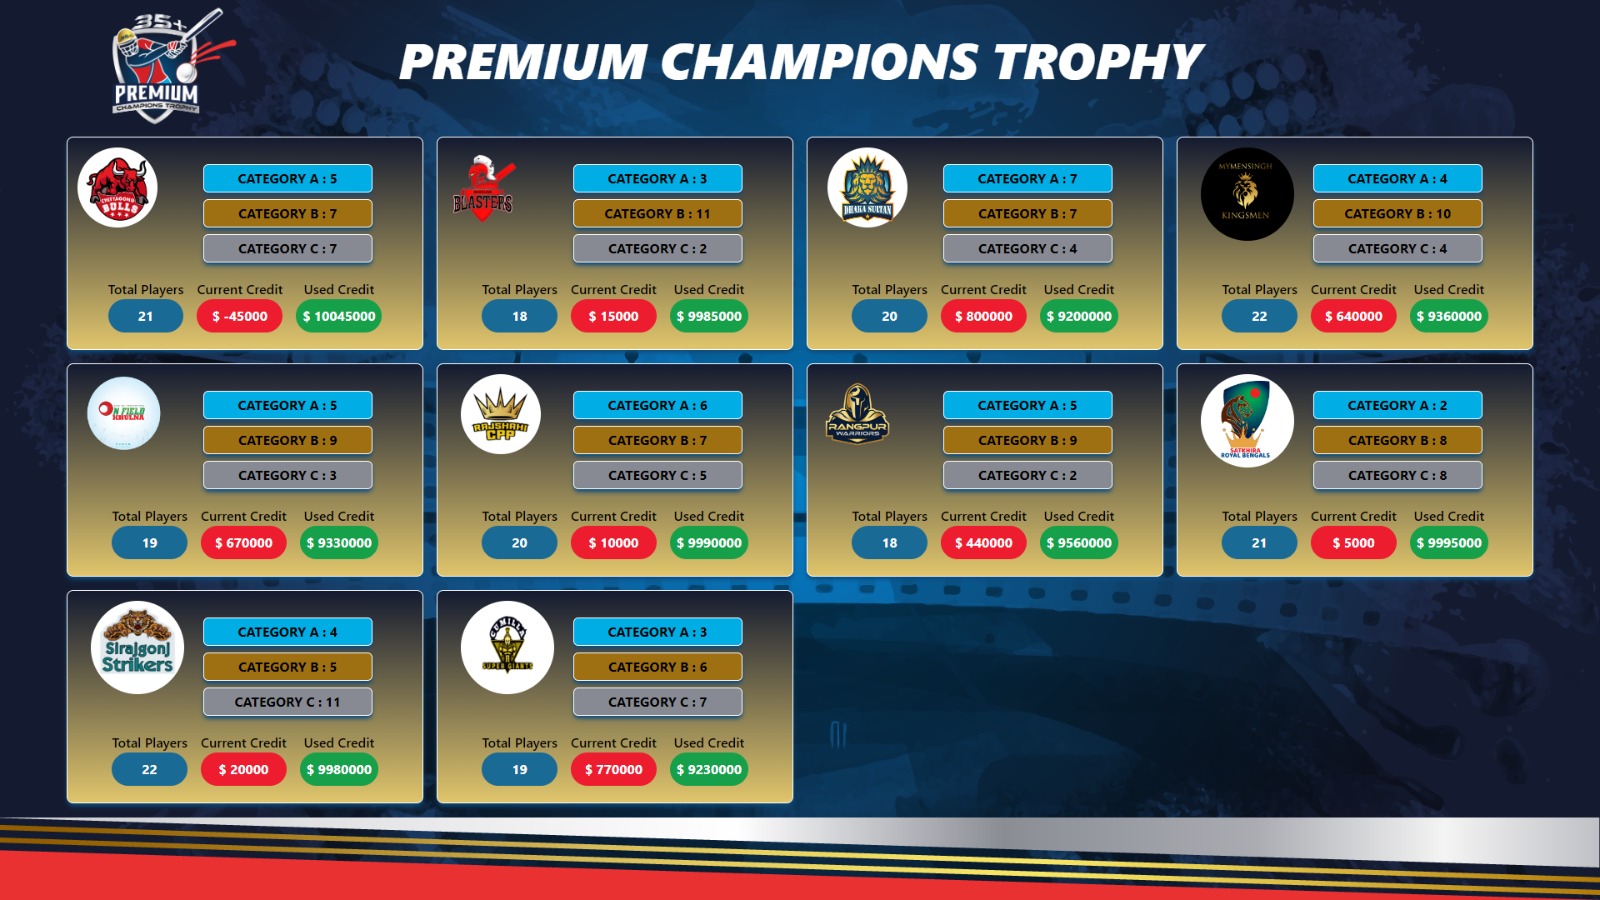 35+
PREMIUM
CHAMPIONS TROPHY
PREMIUM CHAMPIONS TROPHY
CHATTOGRAM
BULLS
CATEGORY A : 5
CATEGORY B : 7
CATEGORY C : 7
Total Players Current Credit Used Credit
21 $ -45000 $ 10045000
BLASTERS
CATEGORY A : 3
CATEGORY B : 11
CATEGORY C : 2
Total Players Current Credit Used Credit
18 $ 15000 $ 9985000
DHAKA SULTAN
CATEGORY A : 7
CATEGORY B : 7
CATEGORY C : 4
Total Players Current Credit Used Credit
20 $ 800000 $ 9200000
MYMENSINGH
KINGSMEN
CATEGORY A : 4
CATEGORY B : 10
CATEGORY C : 4
Total Players Current Credit Used Credit
22 $ 640000 $ 9360000
N FIELD
KHULNA
CATEGORY A : 5
CATEGORY B : 9
CATEGORY C : 3
Total Players Current Credit Used Credit
19 $ 670000 $ 9330000
RAJSHAHI
CPP
CATEGORY A : 6
CATEGORY B : 7
CATEGORY C : 5
Total Players Current Credit Used Credit
20 $ 10000 $ 9990000
RANGPUR
WARRIORS
CATEGORY A : 5
CATEGORY B : 9
CATEGORY C : 2
Total Players Current Credit Used Credit
18 $ 440000 $ 9560000
SATKHIRA
ROYAL BENGALS
CATEGORY A : 2
CATEGORY B : 8
CATEGORY C : 8
Total Players Current Credit Used Credit
21 $ 5000 $ 9995000
Sirajgonj
Strikers
CATEGORY A : 4
CATEGORY B : 5
CATEGORY C : 11
Total Players Current Credit Used Credit
22 $ 20000 $ 9980000
CUMILLA
SUPER GIANTS
CATEGORY A : 3
CATEGORY B : 6
CATEGORY C : 7
Total Players Current Credit Used Credit
19 $ 770000 $ 9230000